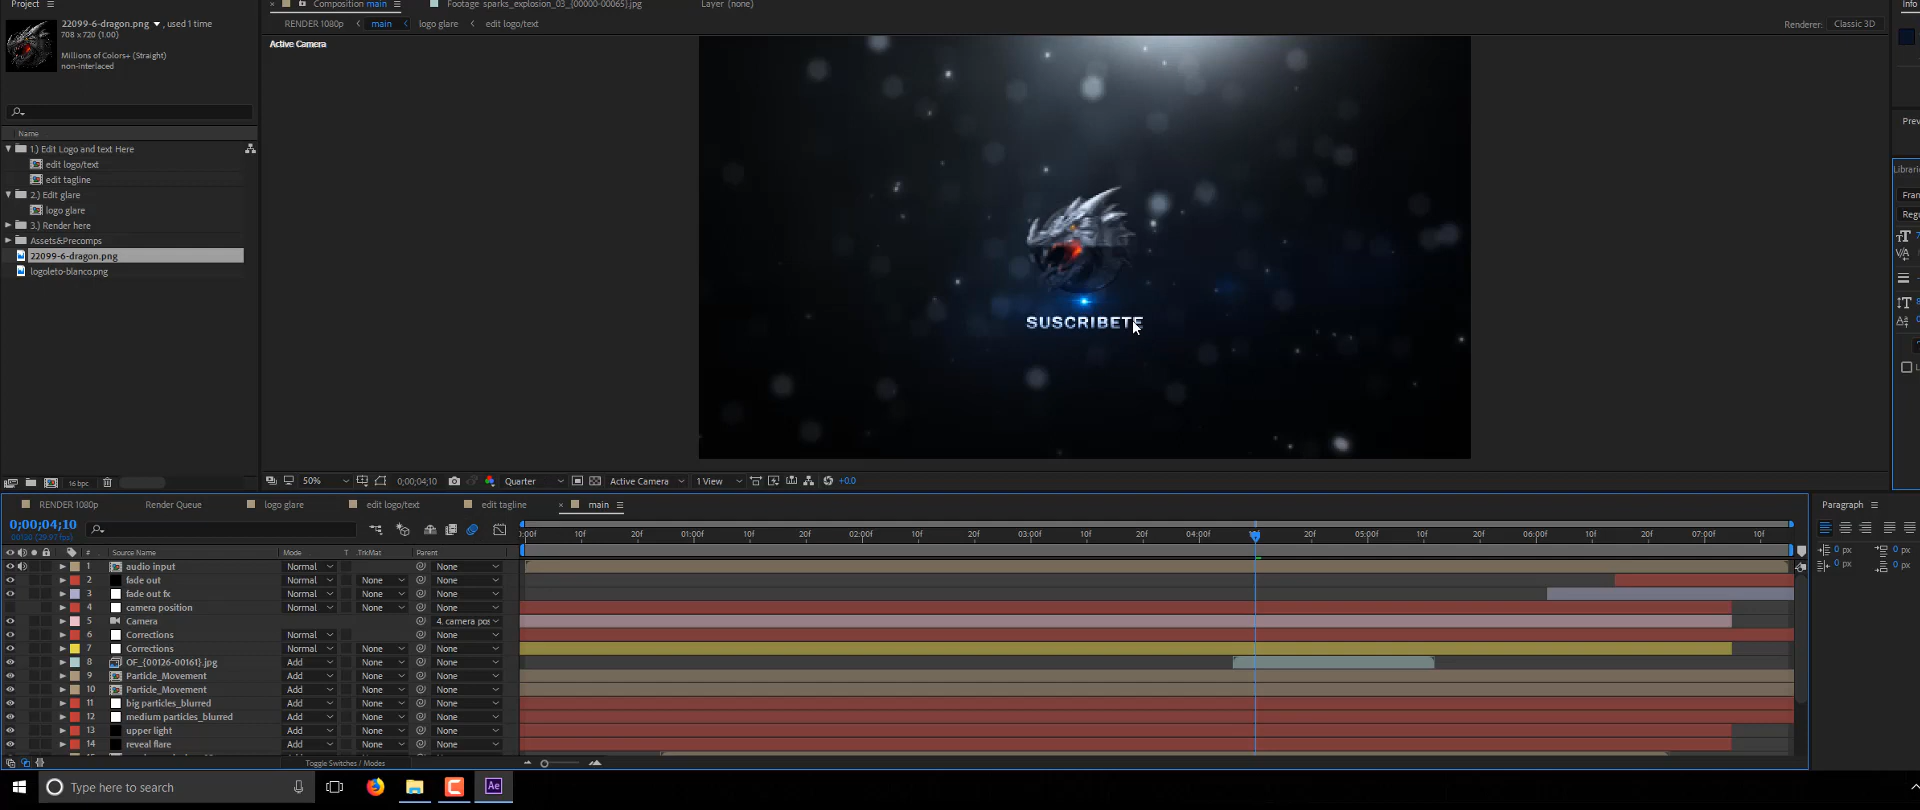 Project
Composition main
Footage sparks_explosion_03_{00000-00065}.jpg
Layer (none)
Info
22099-6-dragon.png ▼, used 1 time
708 x 720 (1.00)
Millions of Colors+ (Straight)
non-interlaced
RENDER 1080p
main
logo glare
edit logo/text
Renderer:
Classic 3D
Active Camera
Name
1.) Edit Logo and text Here
edit logo/text
edit tagline
2.) Edit glare
logo glare
3.) Render here
Assets&Precomps
22099-6-dragon.png
logoleto-blanco.png
SUSCRIBETE
Prev
Librari
Fran
Reg
16 bpc
50%
0;00;04;10
Quarter
Active Camera
1 View
+0.0
RENDER 1080p
Render Queue
logo glare
edit logo/text
edit tagline
main
Paragraph
0;00;04;10
00130 (29.97 fps)
:00f 10f 20f 01:00f 10f 20f 02:00f 10f 20f 03:00f 10f 20f 04:00f 20f 05:00f 10f 20f 06:00f 10f 20f 07:00f 10f
# Source Name Mode T .TrkMat Parent
1 audio input Normal None
2 fade out Normal None None
3 fade out fx Normal None None
4 camera position Normal None None
5 Camera 4. camera pos
6 Corrections Normal None
7 Corrections Normal None None
8 OF_{00126-00161}.jpg Add None None
9 Particle_Movement Add None None
10 Particle_Movement Add None None
11 big particles_blurred Add None None
12 medium particles_blurred Add None None
13 upper light Add None None
14 reveal flare Add None None
0 px 0 px
0 px 0 px
Toggle Switches / Modes
Type here to search
Ae